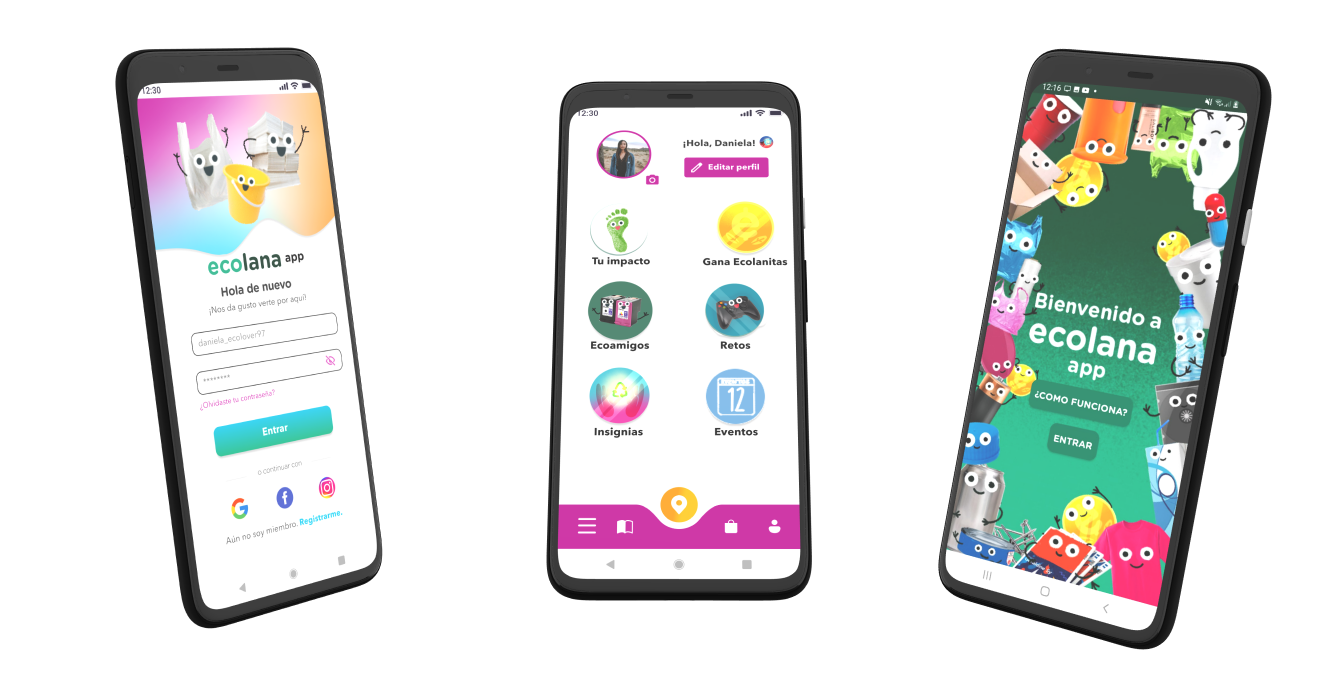 12:30
ecolana app
Hola de nuevo
¡Nos da gusto verte por aquí!
daniela_ecolover97
********
¿Olvidaste tu contraseña?
Entrar
o continuar con
Aún no soy miembro. Registrarme.
12:30
¡Hola, Daniela!
Editar perfil
Tu impacto
Gana Ecolanitas
Ecoamigos
Retos
12
Insignias
Eventos
12:16
Bienvenido a
ecolana
app
¿COMO FUNCIONA?
ENTRAR